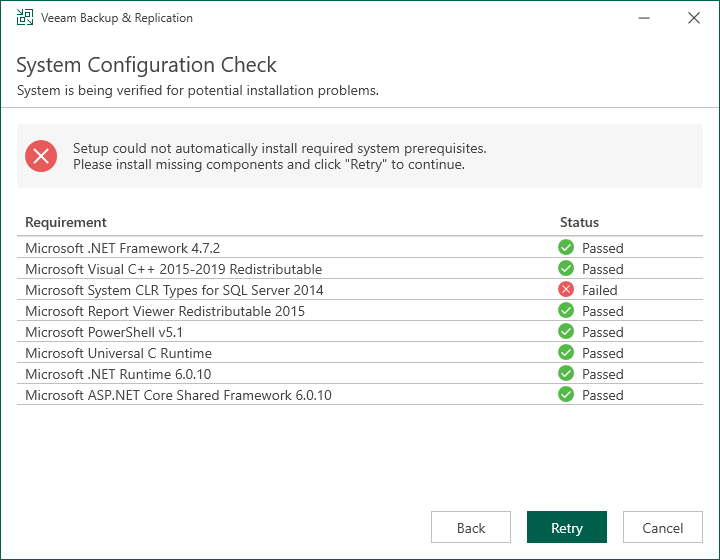 Veeam Backup & Replication
System Configuration Check
System is being verified for potential installation problems.
Setup could not automatically install required system prerequisites.
Please install missing components and click "Retry" to continue.
Requirement Status
Microsoft .NET Framework 4.7.2 Passed
Microsoft Visual C++ 2015-2019 Redistributable Passed
Microsoft System CLR Types for SQL Server 2014 Failed
Microsoft Report Viewer Redistributable 2015 Passed
Microsoft PowerShell v5.1 Passed
Microsoft Universal C Runtime Passed
Microsoft .NET Runtime 6.0.10 Passed
Microsoft ASP.NET Core Shared Framework 6.0.10 Passed
Back Retry Cancel